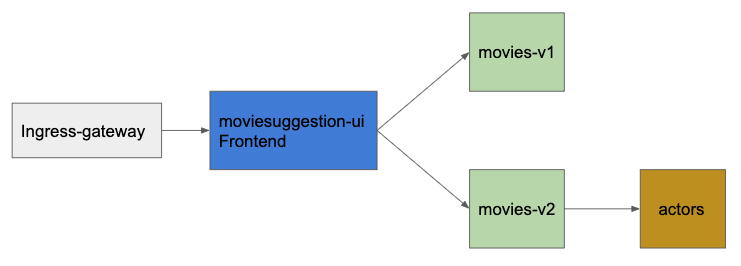 Ingress-gateway
moviesuggestion-ui
Frontend
movies-v1
movies-v2
actors